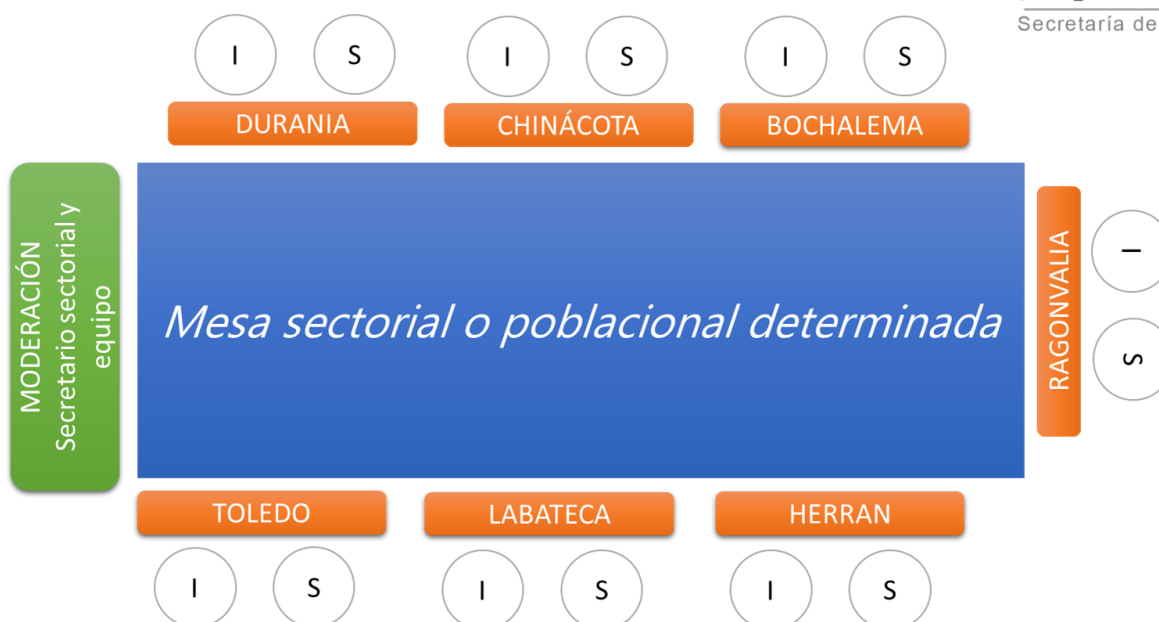 Secretaría de
I S I S I S
DURANIA CHINÁCOTA BOCHALEMA
MODERACIÓN
Secretario sectorial y
equipo
Mesa sectorial o poblacional determinada
RAGONVALIA
I
S
TOLEDO LABATECA HERRAN
I S I S I S